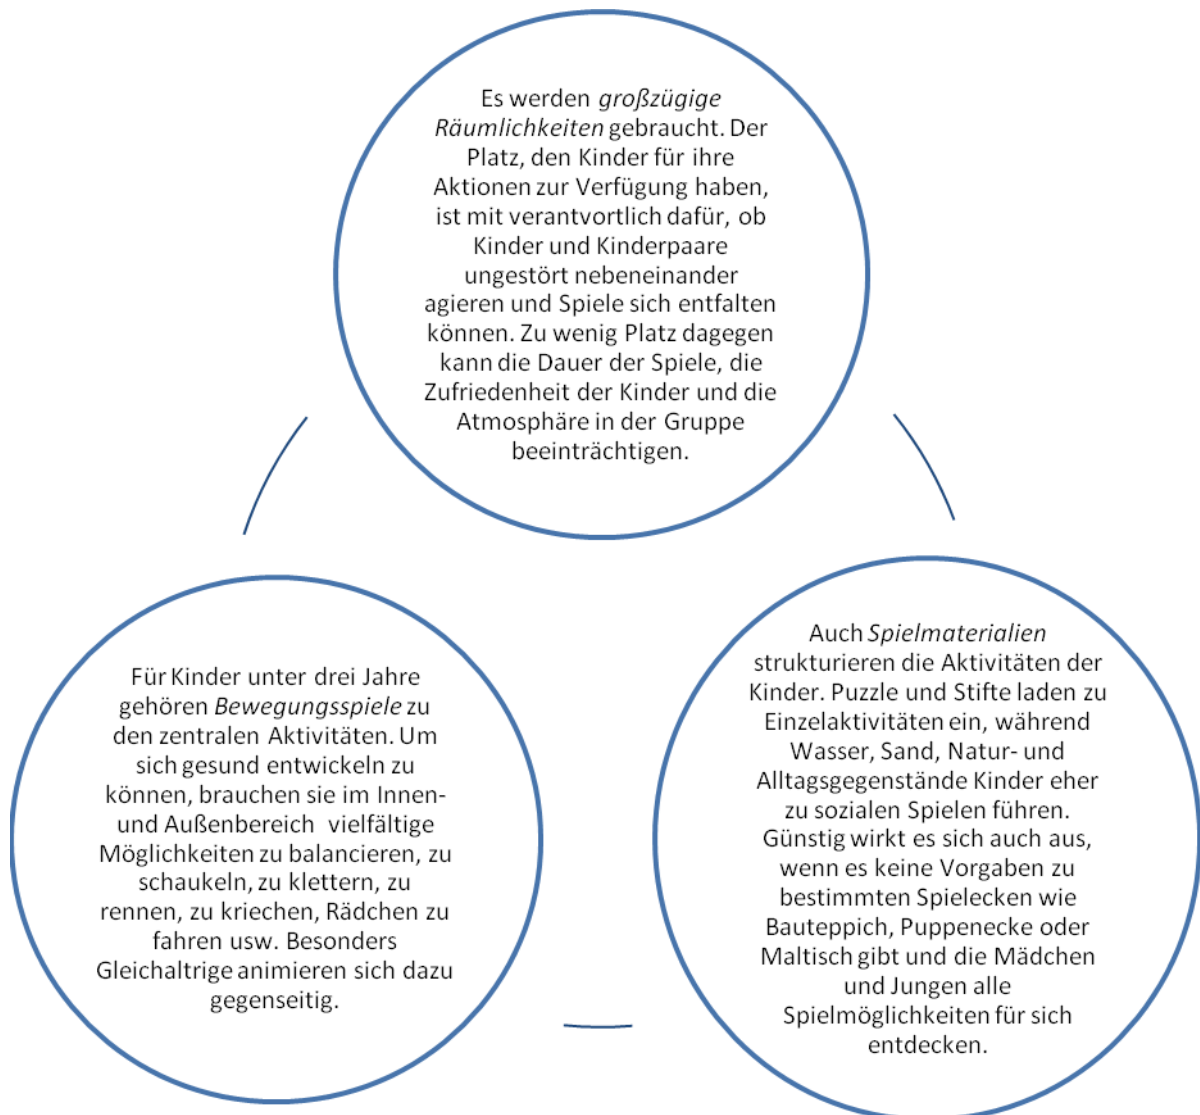 Es werden großzügige
Räumlichkeiten gebraucht. Der
Platz, den Kinder für ihre
Aktionen zur Verfügung haben,
ist mit verantvortlich dafür, ob
Kinder und Kinderpaare
ungestört nebeneinander
agieren und Spiele sich entfalten
können. Zu wenig Platz dagegen
kann die Dauer der Spiele, die
Zufriedenheit der Kinder und die
Atmosphäre in der Gruppe
beeinträchtigen.
Für Kinder unter drei Jahre
gehören Bewegungsspiele zu
den zentralen Aktivitäten. Um
sich gesund entwickeln zu
können, brauchen sie im Innen-
und Außenbereich vielfältige
Möglichkeiten zu balancieren, zu
schaukeln, zu klettern, zu
rennen, zu kriechen, Rädchen zu
fahren usw. Besonders
Gleichaltrige animieren sich dazu
gegenseitig.
Auch Spielmaterialien
strukturieren die Aktivitäten der
Kinder. Puzzle und Stifte laden zu
Einzelaktivitäten ein, während
Wasser, Sand, Natur- und
Alltagsgegenstände Kinder eher
zu sozialen Spielen führen.
Günstig wirkt es sich auch aus,
wenn es keine Vorgaben zu
bestimmten Spielecken wie
Bauteppich, Puppenecke oder
Maltisch gibt und die Mädchen
und Jungen alle
Spielmöglichkeiten für sich
entdecken.